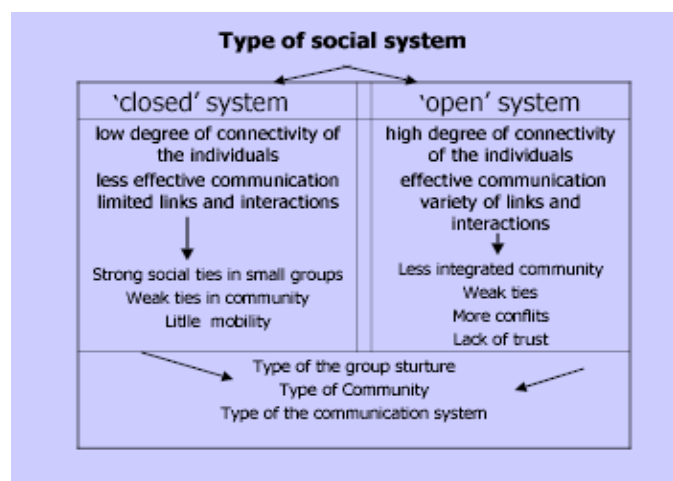 Type of social system
'closed' system
low degree of connectivity of
the individuals
less effective communication
limited links and interactions
Strong social ties in small groups
Weak ties in community
Litlle mobility
'open' system
high degree of connectivity
of the individuals
effective communication
variety of links and
interactions
Less integrated community
Weak ties
More conflits
Lack of trust
Type of the group sturture
Type of Community
Type of the communication system